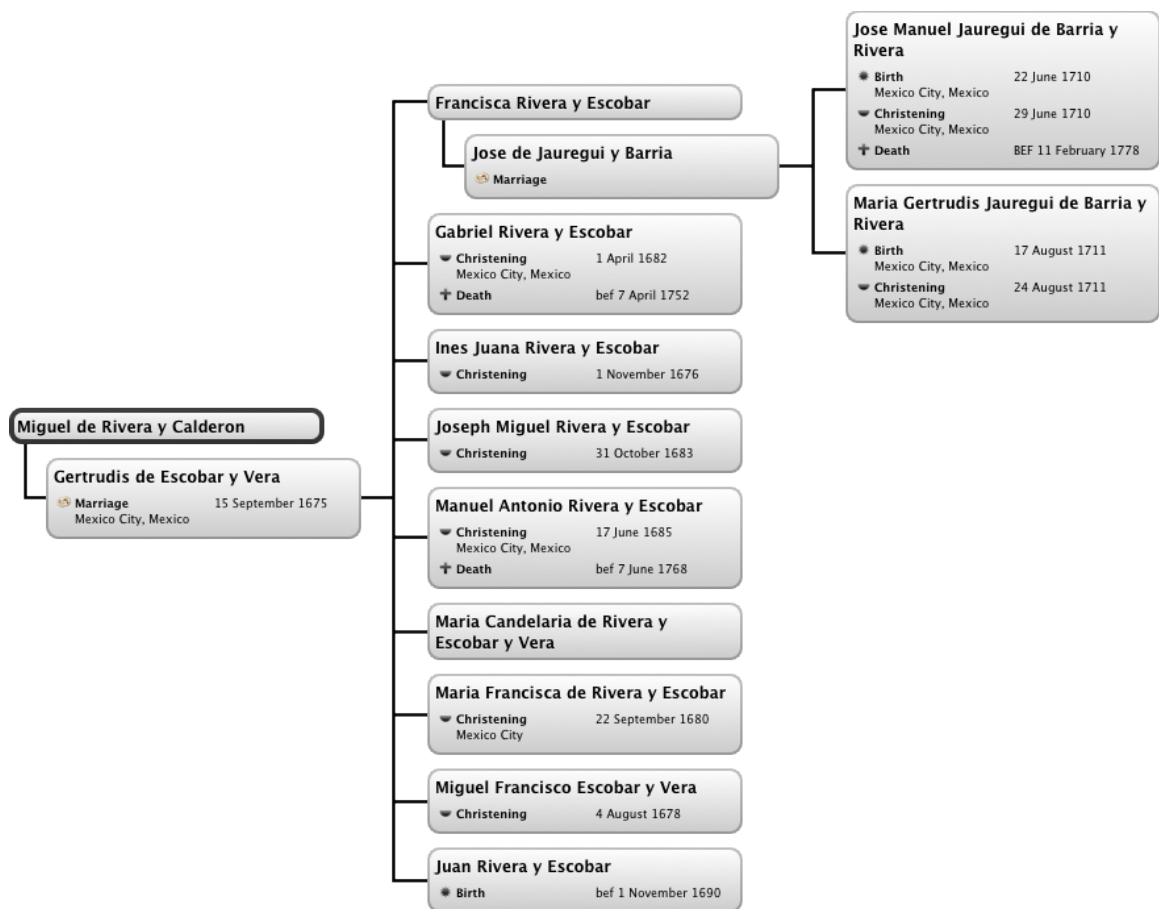 Miguel de Rivera y Calderon
Gertrudis de Escobar y Vera
Marriage 15 September 1675
Mexico City, Mexico
Francisca Rivera y Escobar
Jose de Jauregui y Barria
Marriage
Gabriel Rivera y Escobar
Christening 1 April 1682
Mexico City, Mexico
Death bef 7 April 1752
Ines Juana Rivera y Escobar
Christening 1 November 1676
Joseph Miguel Rivera y Escobar
Christening 31 October 1683
Manuel Antonio Rivera y Escobar
Christening 17 June 1685
Mexico City, Mexico
Death bef 7 June 1768
Maria Candelaria de Rivera y
Escobar y Vera
Maria Francisca de Rivera y Escobar
Christening 22 September 1680
Mexico City
Miguel Francisco Escobar y Vera
Christening 4 August 1678
Juan Rivera y Escobar
Birth bef 1 November 1690
Jose Manuel Jauregui de Barria y
Rivera
Birth 22 June 1710
Mexico City, Mexico
Christening 29 June 1710
Mexico City, Mexico
Death BEF 11 February 1778
Maria Gertrudis Jauregui de Barria y
Rivera
Birth 17 August 1711
Mexico City, Mexico
Christening 24 August 1711
Mexico City, Mexico